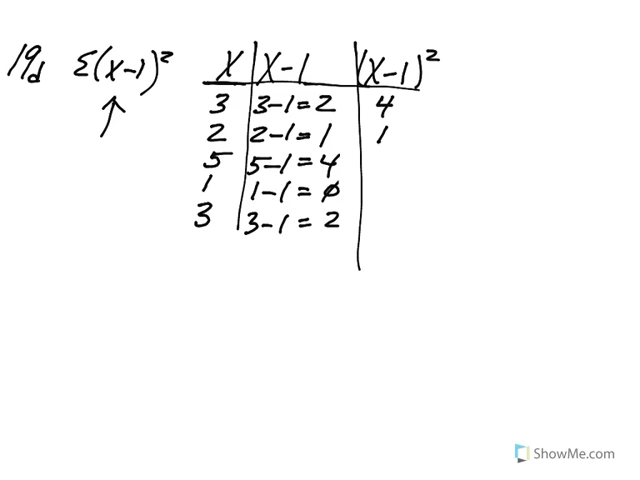 19d Σ(X-1)² X X-1 (X-1)²
3 3-1=2 4
2 2-1=1 1
5 5-1=4
1 1-1=0
3 3-1=2
ShowMe.com